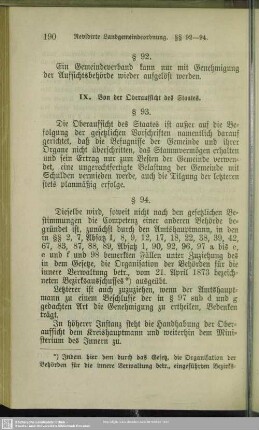 190 Revidirte Landgemeindeordnung. §§ 92—94.
§ 92.
Ein Gemeindeverband kann nur mit Genehmigung
der Aufsichtsbehörde wieder aufgelöst werden.
IX. Von der Oberaufsicht des Staates.
§ 93.
Die Oberaufsicht des Staates ist außer auf die Be-
folgung der gesetzlichen Vorschriften namentlich darauf
gerichtet, daß die Befugnisse der Gemeinde und ihrer
Organe nicht überschritten, das Stammvermögen erhalten
und sein Ertrag nur zum Besten der Gemeinde verwen-
det, eine ungerechtfertigte Belastung der Gemeinde mit
Schulden vermieden werde, auch die Tilgung der letzteren
stets planmäßig erfolge.
§ 94.
Dieselbe wird, soweit nicht nach den gesetzlichen Be-
stimmungen die Competenz einer anderen Behörde be-
gründet ist, zunächst durch den Amtshauptmann, in den
in §§ 2, 7, Absatz 1, 8, 9, 12, 17, 18, 22, 38, 39, 42,
67, 83, 87, 88, 89, Absatz 1, 90, 92, 96, 97 a bis c,
e und f und 98 bemerkten Fällen unter Zuziehung des
in dem Gesetze, die Organisation der Behörden für die
innere Verwaltung betr., vom 21. April 1873 bezeich-
neten Bezirksausschusses *) ausgeübt.
Letzterer ist auch zuzuziehen, wenn der Amtshaupt-
mann zu einem Beschlusse der in § 97 sub d und g
gedachten Art die Genehmigung zu ertheilen, Bedenken
trägt.
In höherer Instanz steht die Handhabung der Ober-
aufsicht dem Kreishauptmann und weiterhin dem Mini-
sterium des Innern zu.
*) Indem hier den durch das Gesetz, die Organisation der
Behörden für die innere Verwaltung betr., eingeführten Bezirks-